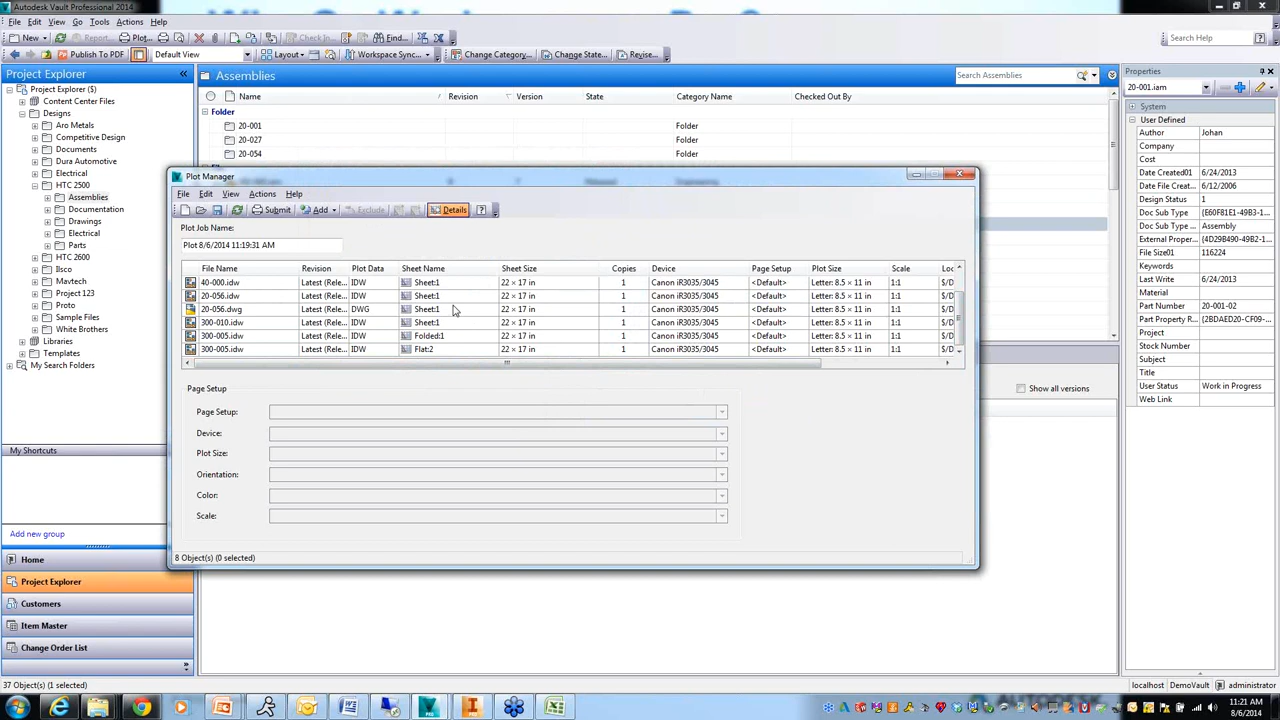 Autodesk Vault Professional 2014
File Edit View Go Tools Actions Help
New Report... Plot... Check In... Find...
Search Help
Publish To PDF Default View Layout Workspace Sync... Change Category... Change State... Revise...
Project Explorer
Project Explorer ($)
Content Center Files
Designs
Aro Metals
Competitive Design
Documents
Dura Automotive
Electrical
HTC 2500
Assemblies
Documentation
Drawings
Electrical
Parts
HTC 2600
Ilsco
Meggitt
Project 123
Proto
Sample Files
White Brothers
Libraries
Templates
My Search Folders
My Shortcuts
Add new group
Home
Project Explorer
Customers
Item Master
Change Order List
37 Object(s) (1 selected)
Assemblies
Search Assemblies
Name Revision Version State Category Name Checked Out By
Folder
20-001 Folder
20-027 Folder
20-054 Folder
Plot Manager
File Edit View Actions Help
Submit Add Exclude Details
Plot Job Name:
Plot 8/6/2014 11:19:31 AM
File Name Revision Plot Data Sheet Name Sheet Size Copies Device Page Setup Plot Size Scale Loc
40-000.idw Latest (Rele... IDW Sheet:1 22 × 17 in 1 Canon iR3035/3045 <Default> Letter: 8.5 × 11 in 1:1 $/D
20-056.idw Latest (Rele... IDW Sheet:1 22 × 17 in 1 Canon iR3035/3045 <Default> Letter: 8.5 × 11 in 1:1 $/D
20-056.dwg Latest (Rele... DWG Sheet:1 22 × 17 in 1 Canon iR3035/3045 <Default> Letter: 8.5 × 11 in 1:1 $/D
300-010.idw Latest (Rele... IDW Sheet:1 22 × 17 in 1 Canon iR3035/3045 <Default> Letter: 8.5 × 11 in 1:1 $/D
300-005.idw Latest (Rele... IDW Folded:1 22 × 17 in 1 Canon iR3035/3045 <Default> Letter: 8.5 × 11 in 1:1 $/D
300-005.idw Latest (Rele... IDW Flat:2 22 × 17 in 1 Canon iR3035/3045 <Default> Letter: 8.5 × 11 in 1:1 $/D
Page Setup
Page Setup:
Device:
Plot Size:
Orientation:
Color:
Scale:
8 Object(s) (0 selected)
Show all versions
Properties
20-001.iam
System
User Defined
Author Johan
Company
Cost
Date Created01 6/24/2013
Date File Creat... 6/12/2006
Design Status 1
Doc Sub Type {E60F81E1-49B3-1...
Doc Sub Type ... Assembly
External Proper... {4D29B490-49B2-1...
File Size01 116224
Keywords
Last Write 6/24/2013
Material
Part Number 20-001-02
Part Property R... {2BDAED20-CF09-...
Project
Subject
Title
User Status Work in Progress
Web Link
localhost DemoVault administrator
11:21 AM
8/6/2014